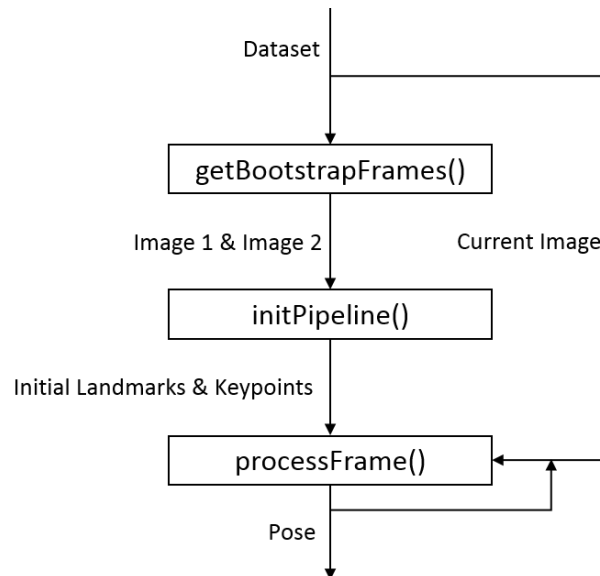 Dataset
getBootstrapFrames()
Image 1 & Image 2
Current Image
initPipeline()
Initial Landmarks & Keypoints
processFrame()
Pose